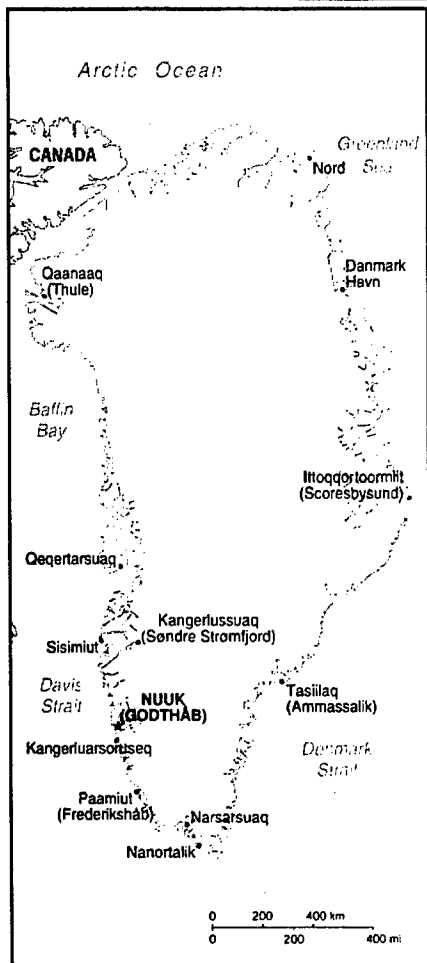 Arctic Ocean
CANADA
Greenland
Sea
Nord
Qaanaaq
(Thule)
Danmark
Havn
Baffin
Bay
Ittoqqortoormiit
(Scoresbysund)
Qeqertarsuaq
Kangerlussuaq
(Søndre Strømfjord)
Sisimiut
Davis
Strait
NUUK
(GODTHÅB)
Tasiilaq
(Ammassalik)
Kangerluarsoruseq
Denmark
Strait
Paamiut
(Frederikshåb)
Narsarsuaq
Nanortalik
0 200 400 km
0 200 400 mi